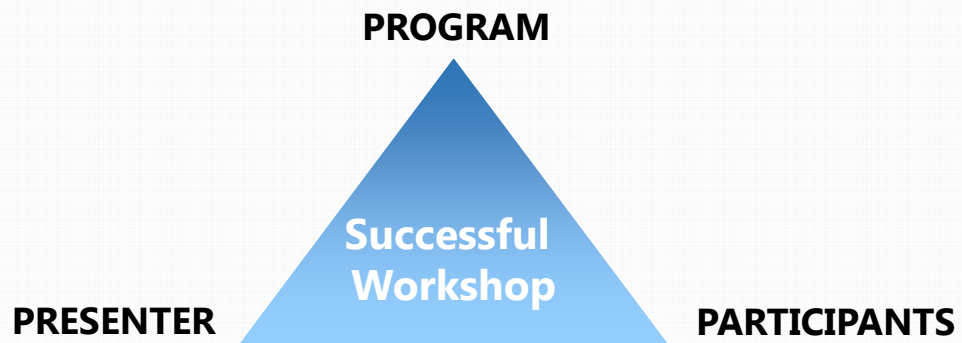 PROGRAM
Successful
Workshop
PRESENTER
PARTICIPANTS